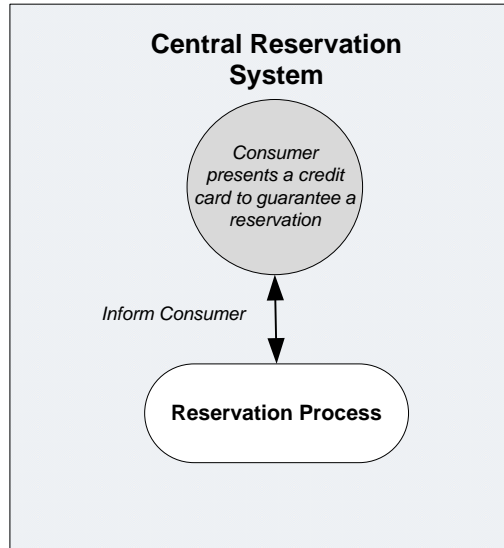 Central Reservation
System
Consumer
presents a credit
card to guarantee a
reservation
Inform Consumer
Reservation Process